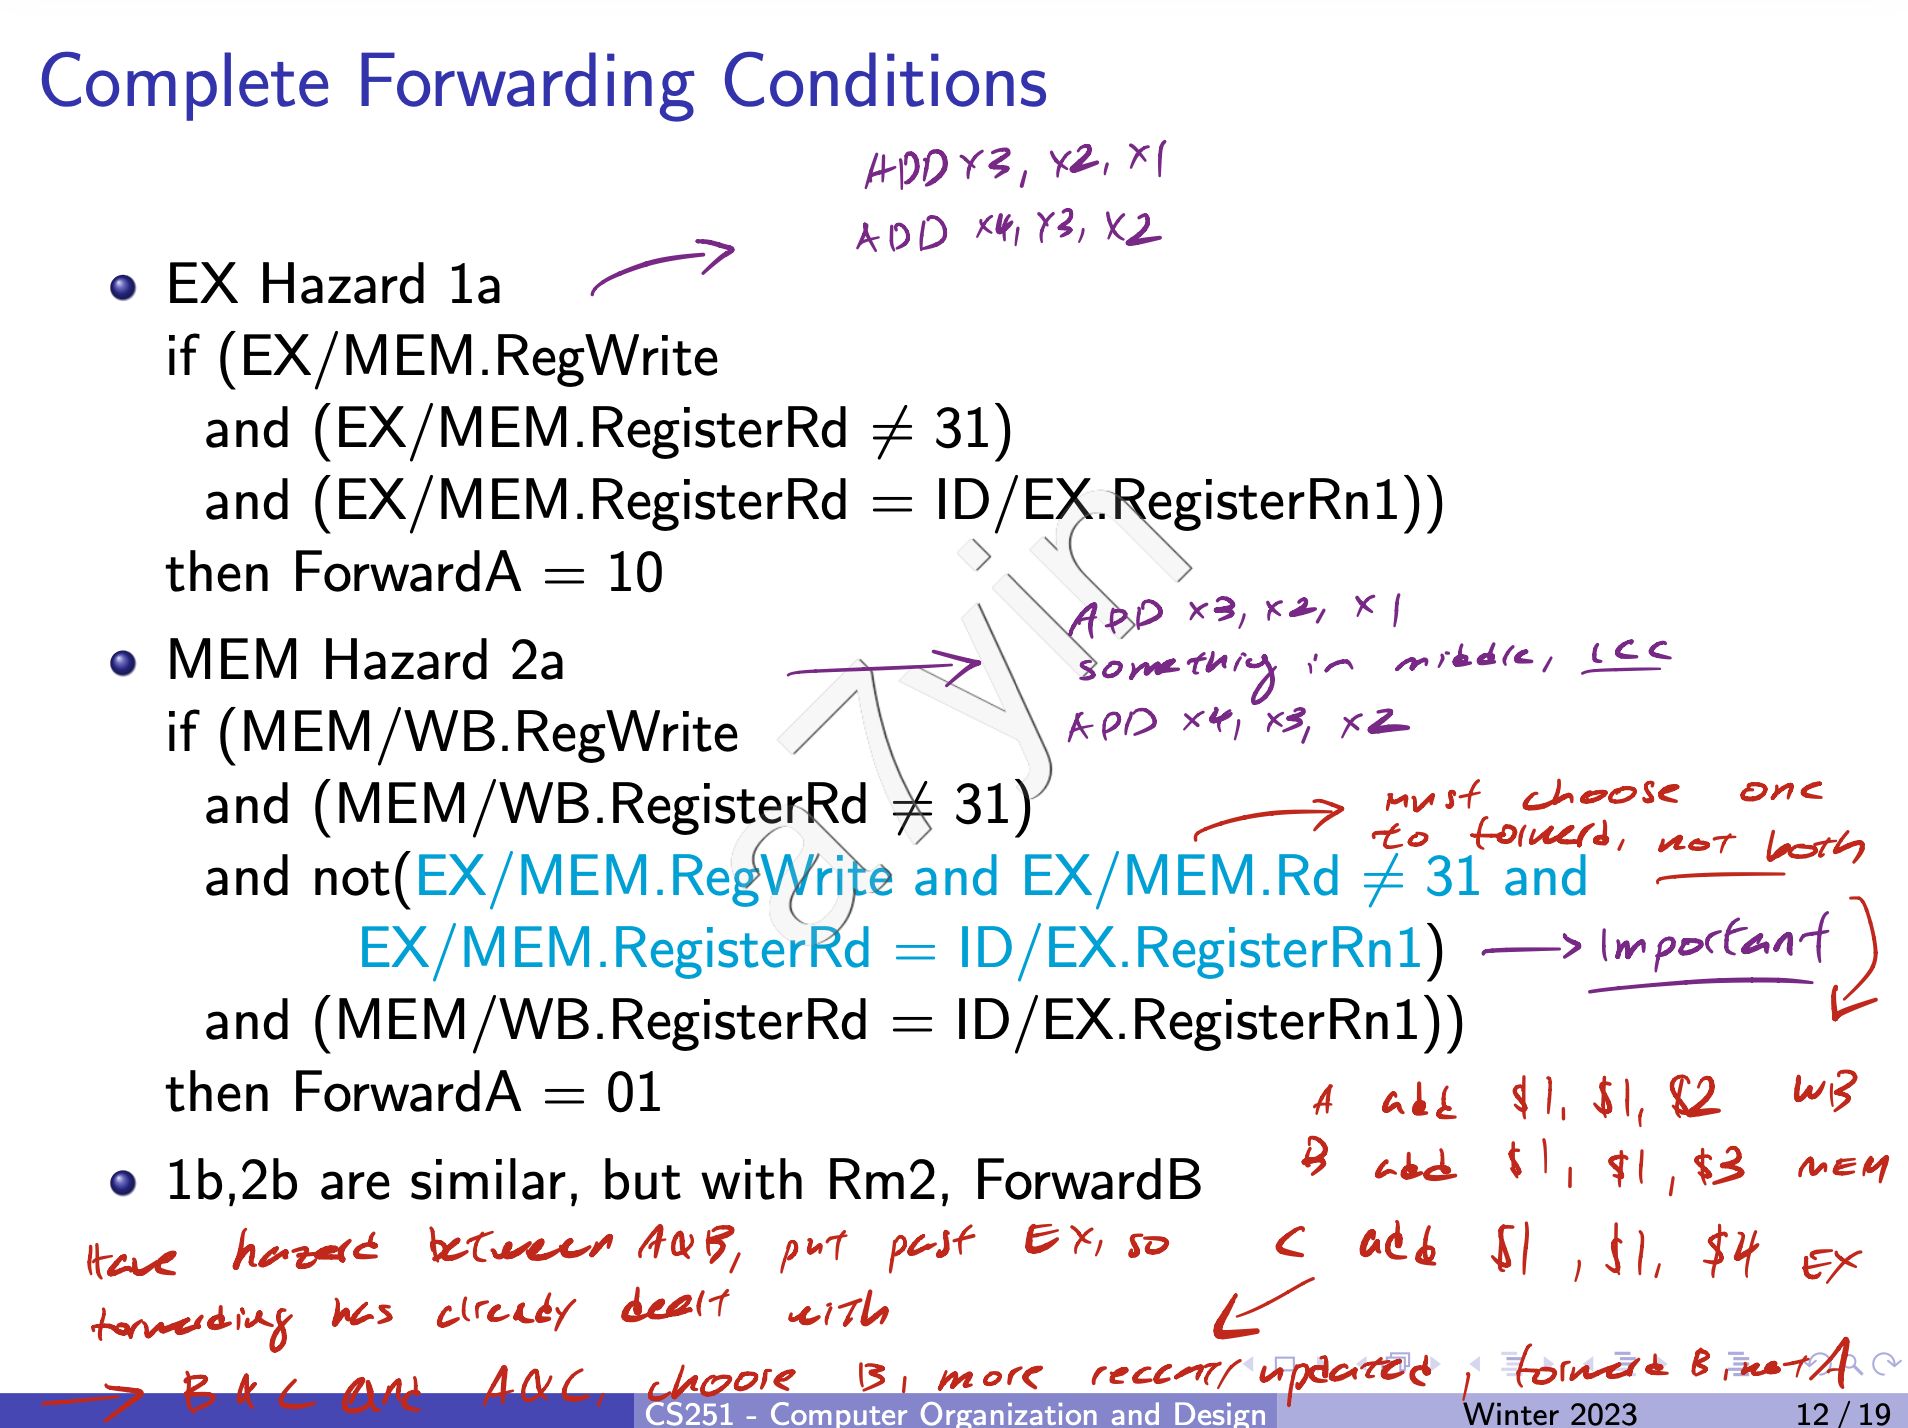 Complete Forwarding Conditions
ADD X3, X2, X1
ADD X4, X3, X2
EX Hazard 1a
if (EX/MEM.RegWrite
and (EX/MEM.RegisterRd ≠ 31)
and (EX/MEM.RegisterRd = ID/EX.RegisterRn1))
then ForwardA = 10
ADD X3, X2, X1
something in middle,
ADD X4, X3, X2
MEM Hazard 2a
if (MEM/WB.RegWrite
and (MEM/WB.RegisterRd ≠ 31)
must choose one
to forward, not both
and not(EX/MEM.RegWrite and EX/MEM.Rd ≠ 31 and
EX/MEM.RegisterRd = ID/EX.RegisterRn1)
→ Important
and (MEM/WB.RegisterRd = ID/EX.RegisterRn1))
then ForwardA = 01
A add $1, $1, $2 WB
B add $1, $1, $3 MEM
C add $1, $1, $4 EX
1b,2b are similar, but with Rm2, ForwardB
Have hazard between A&B, but past EX, so
forwarding has already dealt with
→ B&C and A&C, choose B, more recent/updated, forward B, not A
a7yin
CS251 - Computer Organization and Design
Winter 2023
12 / 19